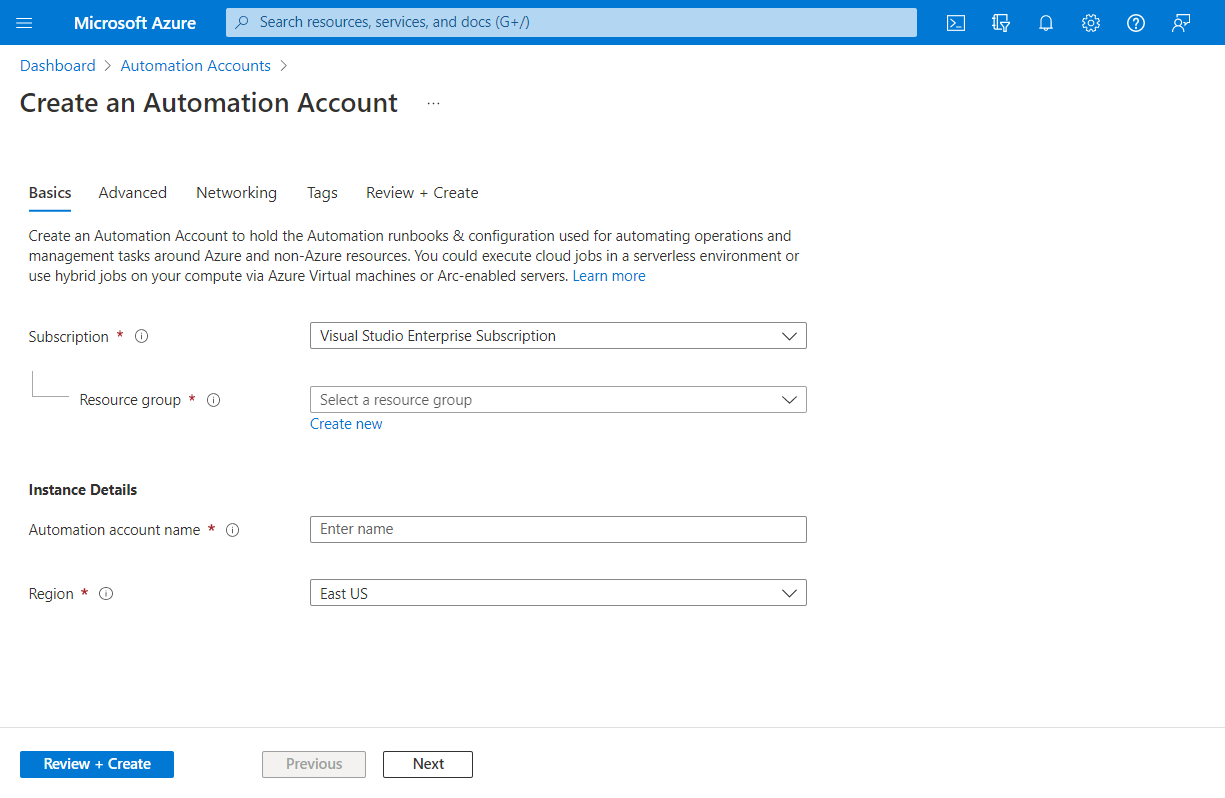 Microsoft Azure
Search resources, services, and docs (G+/)
Dashboard > Automation Accounts >
Create an Automation Account ...
Basics Advanced Networking Tags Review + Create
Create an Automation Account to hold the Automation runbooks & configuration used for automating operations and
management tasks around Azure and non-Azure resources. You could execute cloud jobs in a serverless environment or
use hybrid jobs on your compute via Azure Virtual machines or Arc-enabled servers. Learn more
Subscription * Visual Studio Enterprise Subscription
Resource group * Select a resource group
Create new
Instance Details
Automation account name * Enter name
Region * East US
Review + Create Previous Next